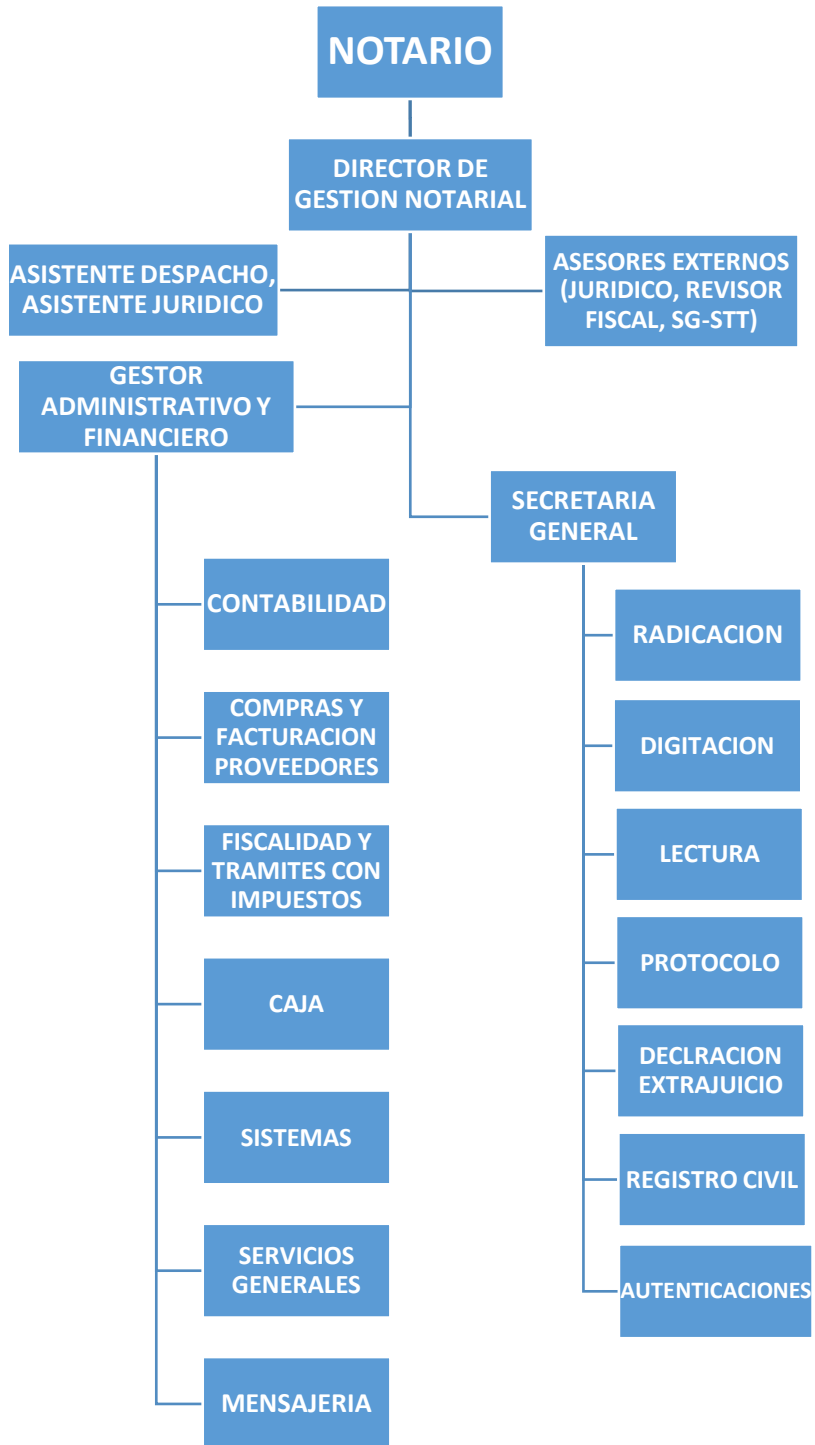 NOTARIO
DIRECTOR DE
GESTION NOTARIAL
ASISTENTE DESPACHO,
ASISTENTE JURIDICO
ASESORES EXTERNOS
(JURIDICO, REVISOR
FISCAL, SG-STT)
GESTOR
ADMINISTRATIVO Y
FINANCIERO
SECRETARIA
GENERAL
CONTABILIDAD
COMPRAS Y
FACTURACION
PROVEEDORES
FISCALIDAD Y
TRAMITES CON
IMPUESTOS
CAJA
SISTEMAS
SERVICIOS
GENERALES
MENSAJERIA
RADICACION
DIGITACION
LECTURA
PROTOCOLO
DECLRACION
EXTRAJUICIO
REGISTRO CIVIL
AUTENTICACIONES